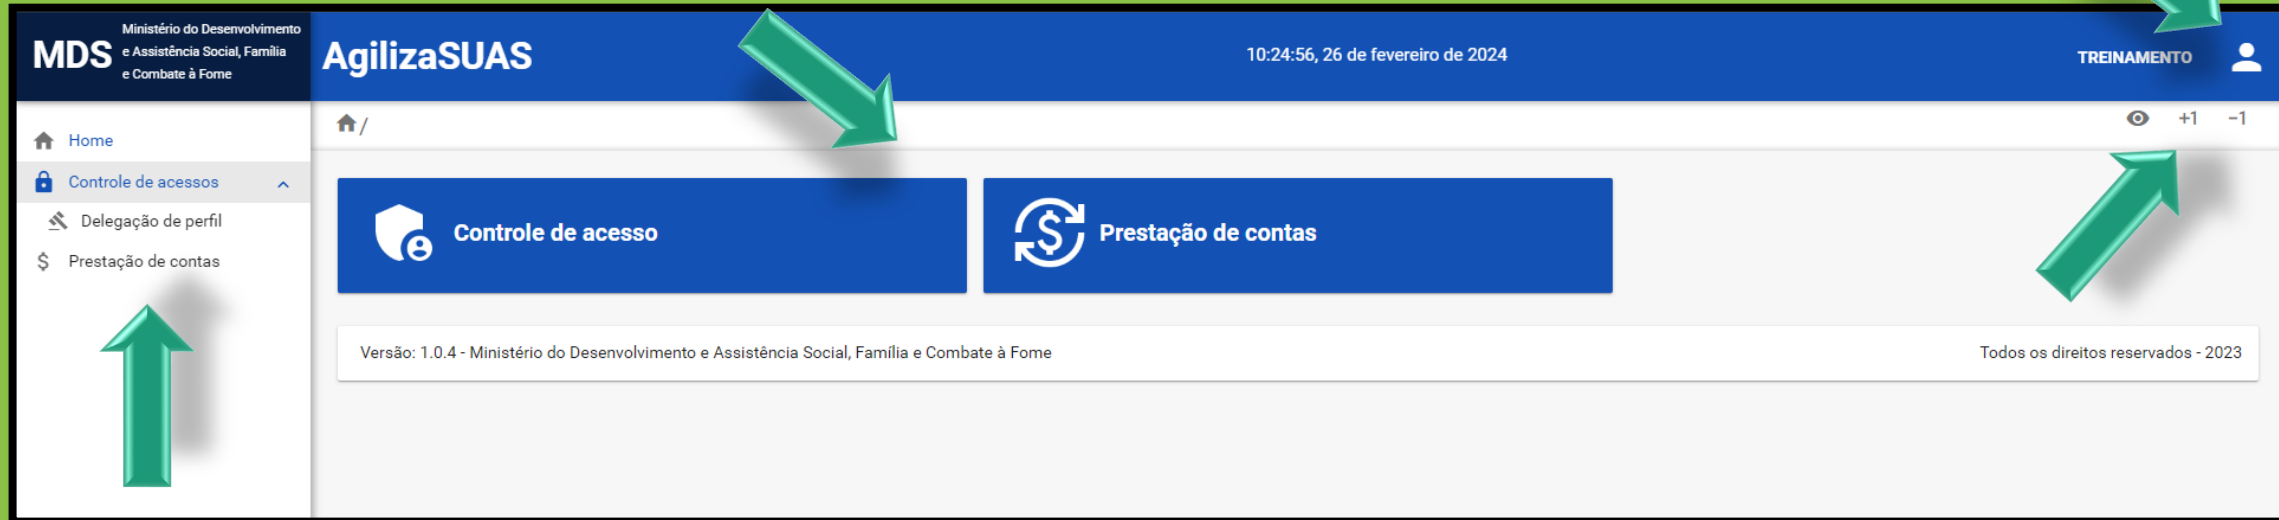 MDS
Ministério do Desenvolvimento
e Assistência Social, Família
e Combate à Fome
AgilizaSUAS
10:24:56, 26 de fevereiro de 2024
TREINAMENTO
/
+1 -1
Home
Controle de acessos
Delegação de perfil
$ Prestação de contas
Controle de acesso
$ Prestação de contas
Versão: 1.0.4 - Ministério do Desenvolvimento e Assistência Social, Família e Combate à Fome
Todos os direitos reservados - 2023